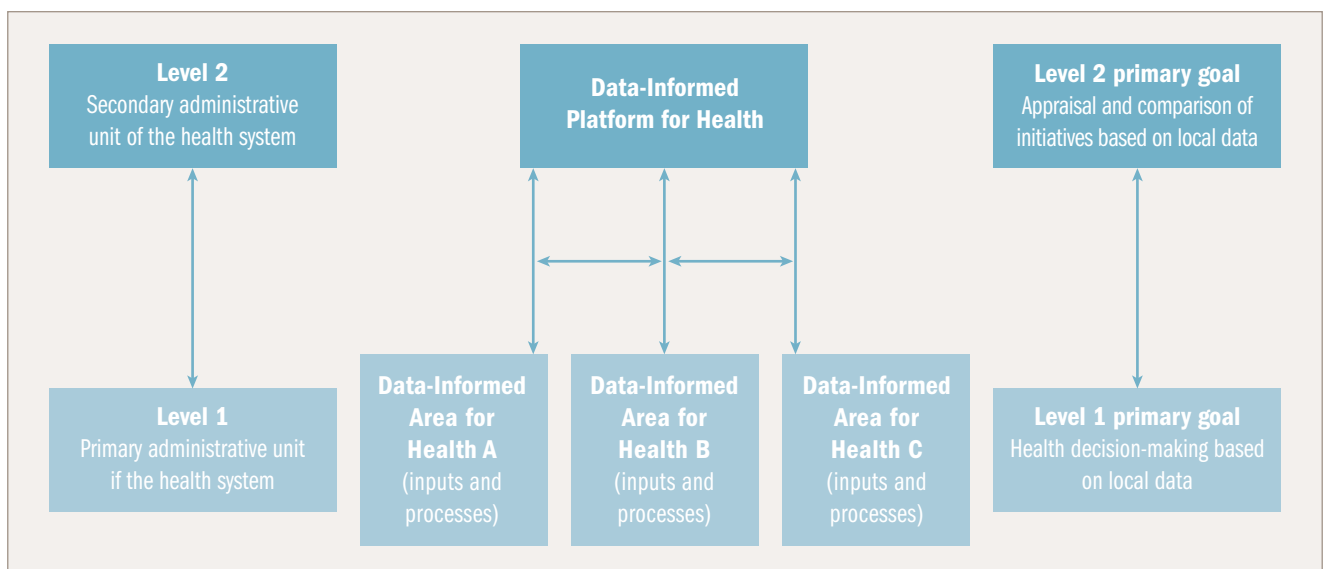 Level 2
Secondary administrative
unit of the health system
Data-Informed
Platform for Health
Level 2 primary goal
Appraisal and comparison of
initiatives based on local data
Level 1
Primary administrative unit
if the health system
Data-Informed
Area for
Health A
(inputs and
processes)
Data-Informed
Area for
Health B
(inputs and
processes)
Data-Informed
Area for
Health C
(inputs and
processes)
Level 1 primary goal
Health decision-making based
on local data